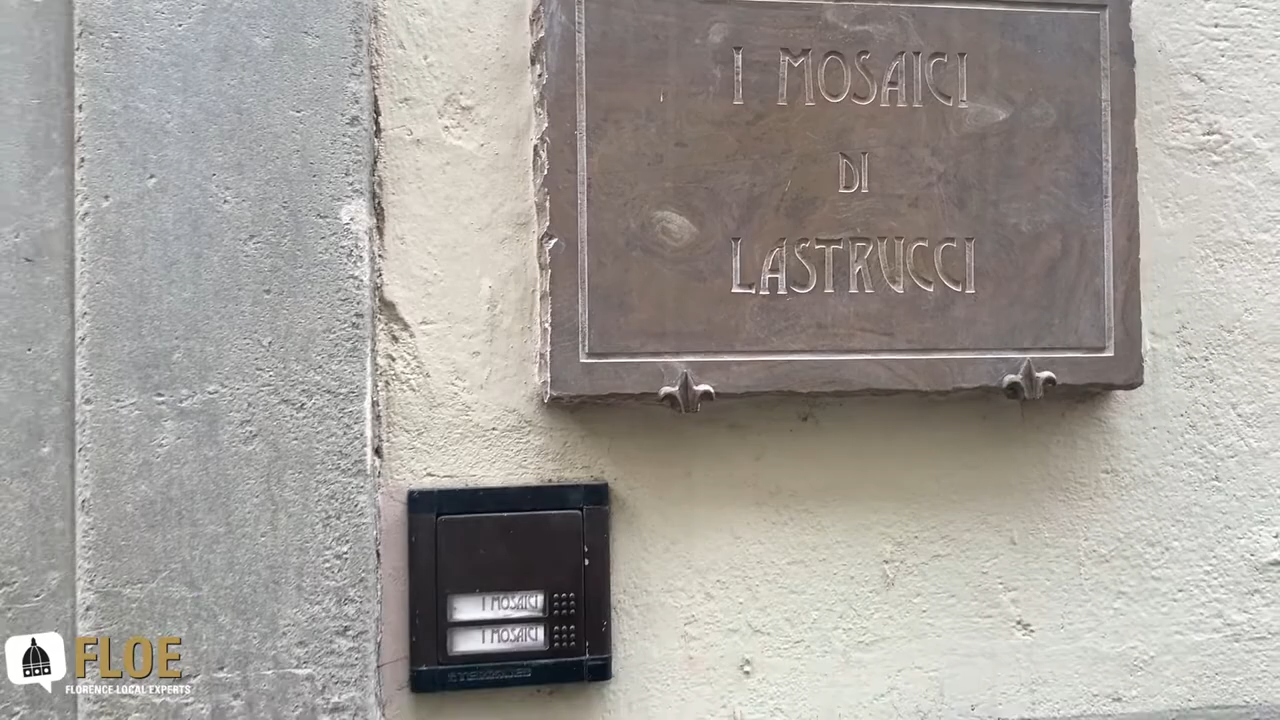 I MOSAICI
DI
LASTRUCCI
I MOSAICI
I MOSAICI
FLOE
FLORENCE LOCAL EXPERTS